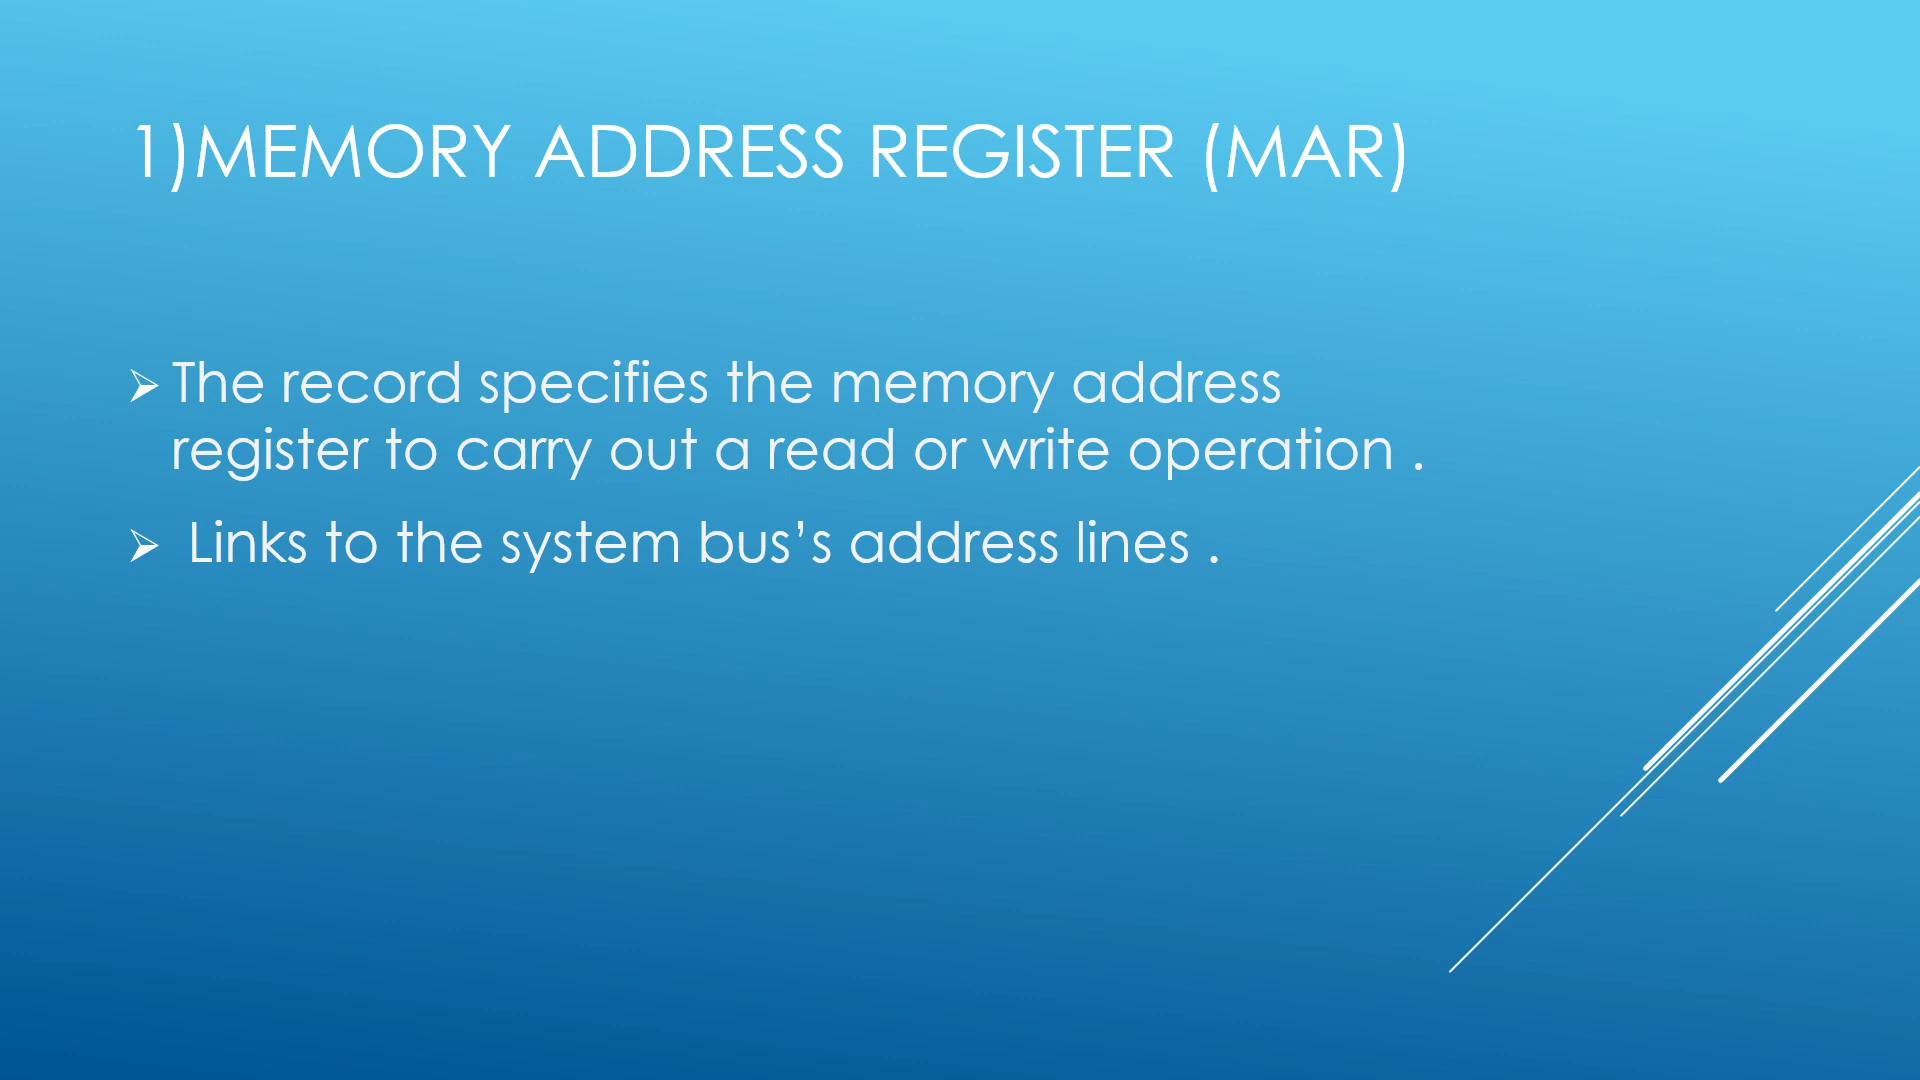 1)MEMORY ADDRESS REGISTER (MAR)
➢ The record specifies the memory address
register to carry out a read or write operation .
➢ Links to the system bus’s address lines .